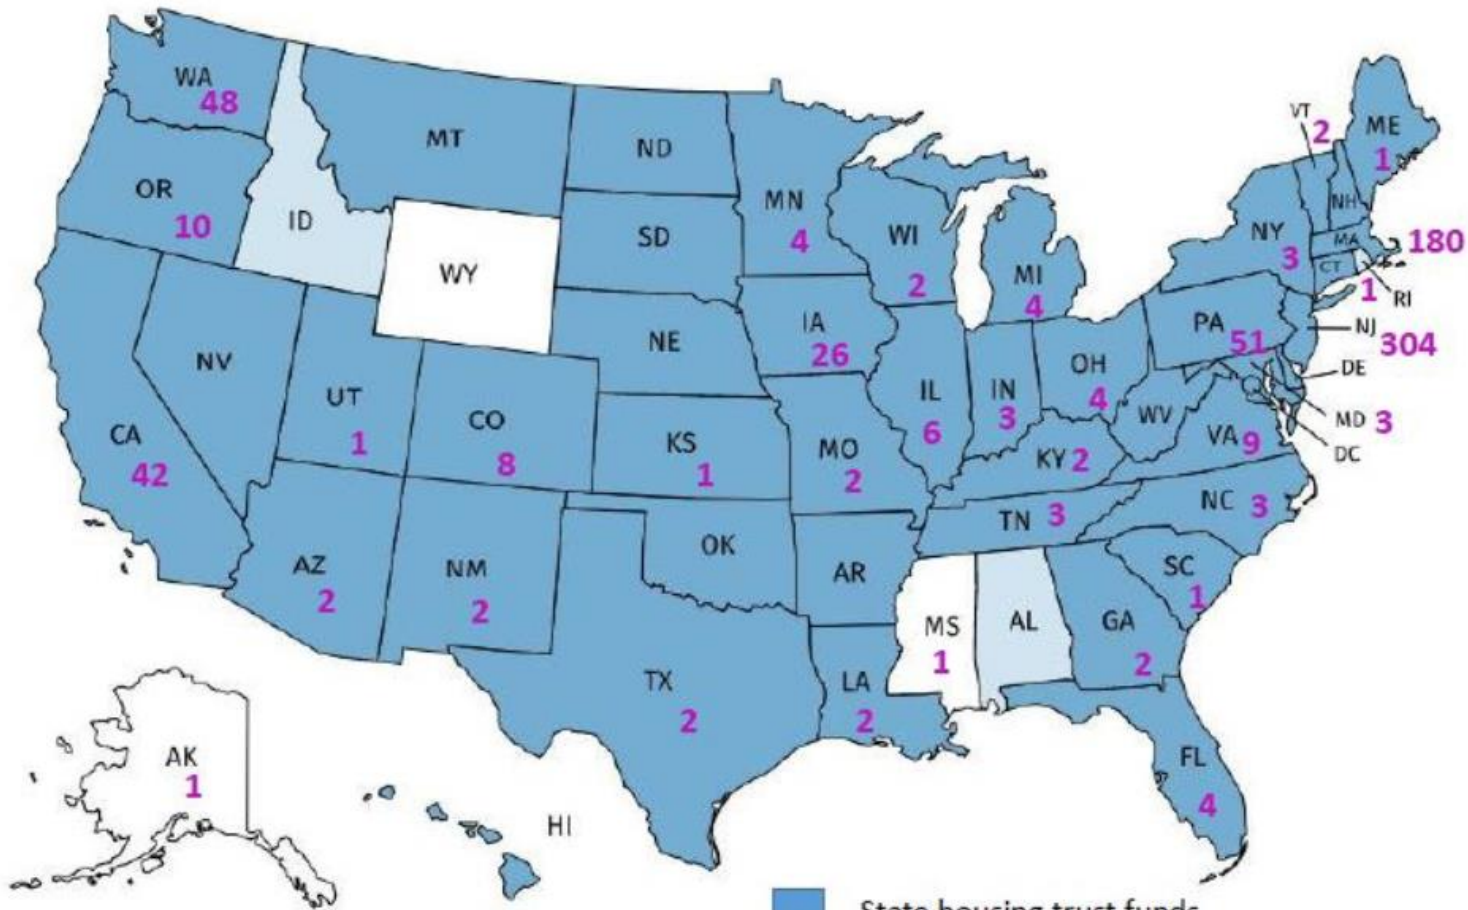 WA
48
MT
ND
VT
2
ME
1
OR
10
ID
MN
4
NH
SD
WI
2
NY
3
MA
180
WY
MI
4
CT
1
RI
NE
IA
26
PA
51
NJ
304
NV
UT
1
CO
8
IL
6
IN
3
OH
4
DE
CA
42
KS
1
MO
2
KY 2
WV
VA 9
MD 3
DC
AZ
2
NM
2
OK
AR
TN 3
NC 3
SC
1
MS
1
AL
GA
2
TX
2
LA
2
FL
4
AK
1
HI
State housing trust funds